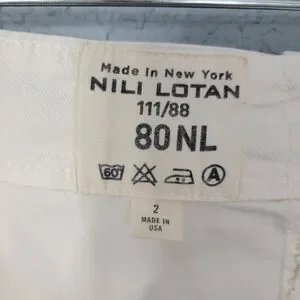 Made in New York
NILI LOTAN
111/88
80NL
60 A
2
MADE IN
USA